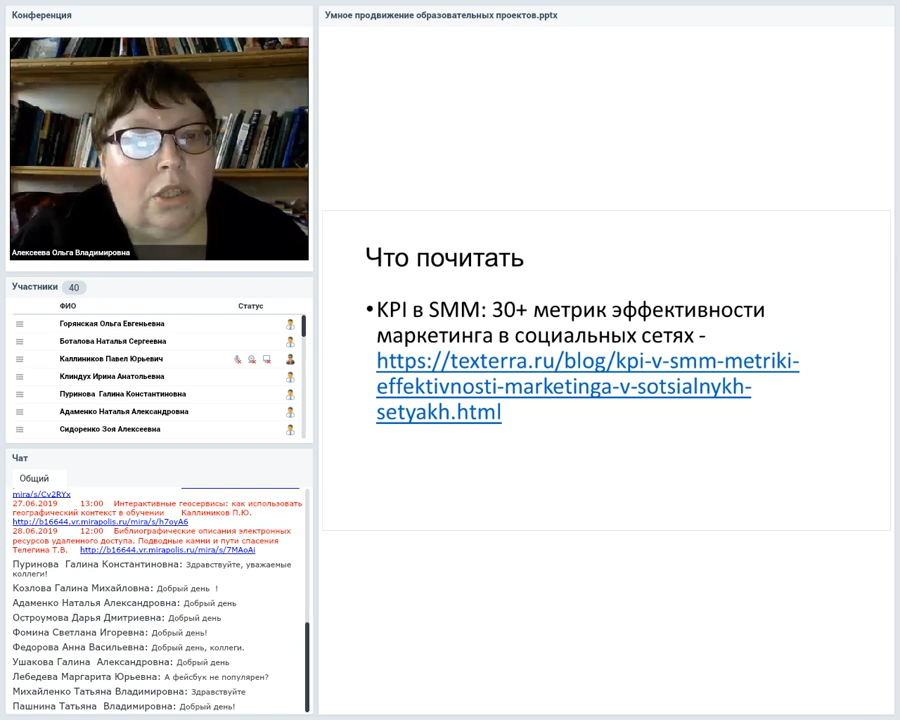 Конференция
Алексеева Ольга Владимировна
Участники 40
ФИО Статус
Горянская Ольга Евгеньевна
Боталова Наталья Сергеевна
Каллиников Павел Юрьевич
Клиндух Ирина Анатольевна
Пуринова Галина Константиновна
Адаменко Наталья Александровна
Сидоренко Зоя Алексеевна
Чат
Общий
mira/s/Cv2RYx
27.06.2019 13:00 Интерактивные геосервисы: как использовать
географический контекст в обучении Каллиников П.Ю.
http://b16644.vr.mirapolis.ru/mira/s/h7oyA6
28.06.2019 12:00 Библиографические описания электронных
ресурсов удаленного доступа. Подводные камни и пути спасения
Телегина Т.В. http://b16644.vr.mirapolis.ru/mira/s/7MAoAi
Пуринова Галина Константиновна: Здравствуйте, уважаемые
коллеги!
Козлова Галина Михайловна: Добрый день !
Адаменко Наталья Александровна: Добрый день
Остроумова Дарья Дмитриевна: Добрый день
Фомина Светлана Игоревна: Добрый день!
Федорова Анна Васильевна: Добрый день, коллеги.
Ушакова Галина Александровна: Добрый день
Лебедева Маргарита Юрьевна: А фейсбук не популярен?
Михайленко Татьяна Владимировна: Здравствуйте
Пашнина Татьяна Владимировна: Добрый день!
Умное продвижение образовательных проектов.pptx
Что почитать
•KPI в SMM: 30+ метрик эффективности
маркетинга в социальных сетях -
https://texterra.ru/blog/kpi-v-smm-metriki-
effektivnosti-marketinga-v-sotsialnykh-
setyakh.html